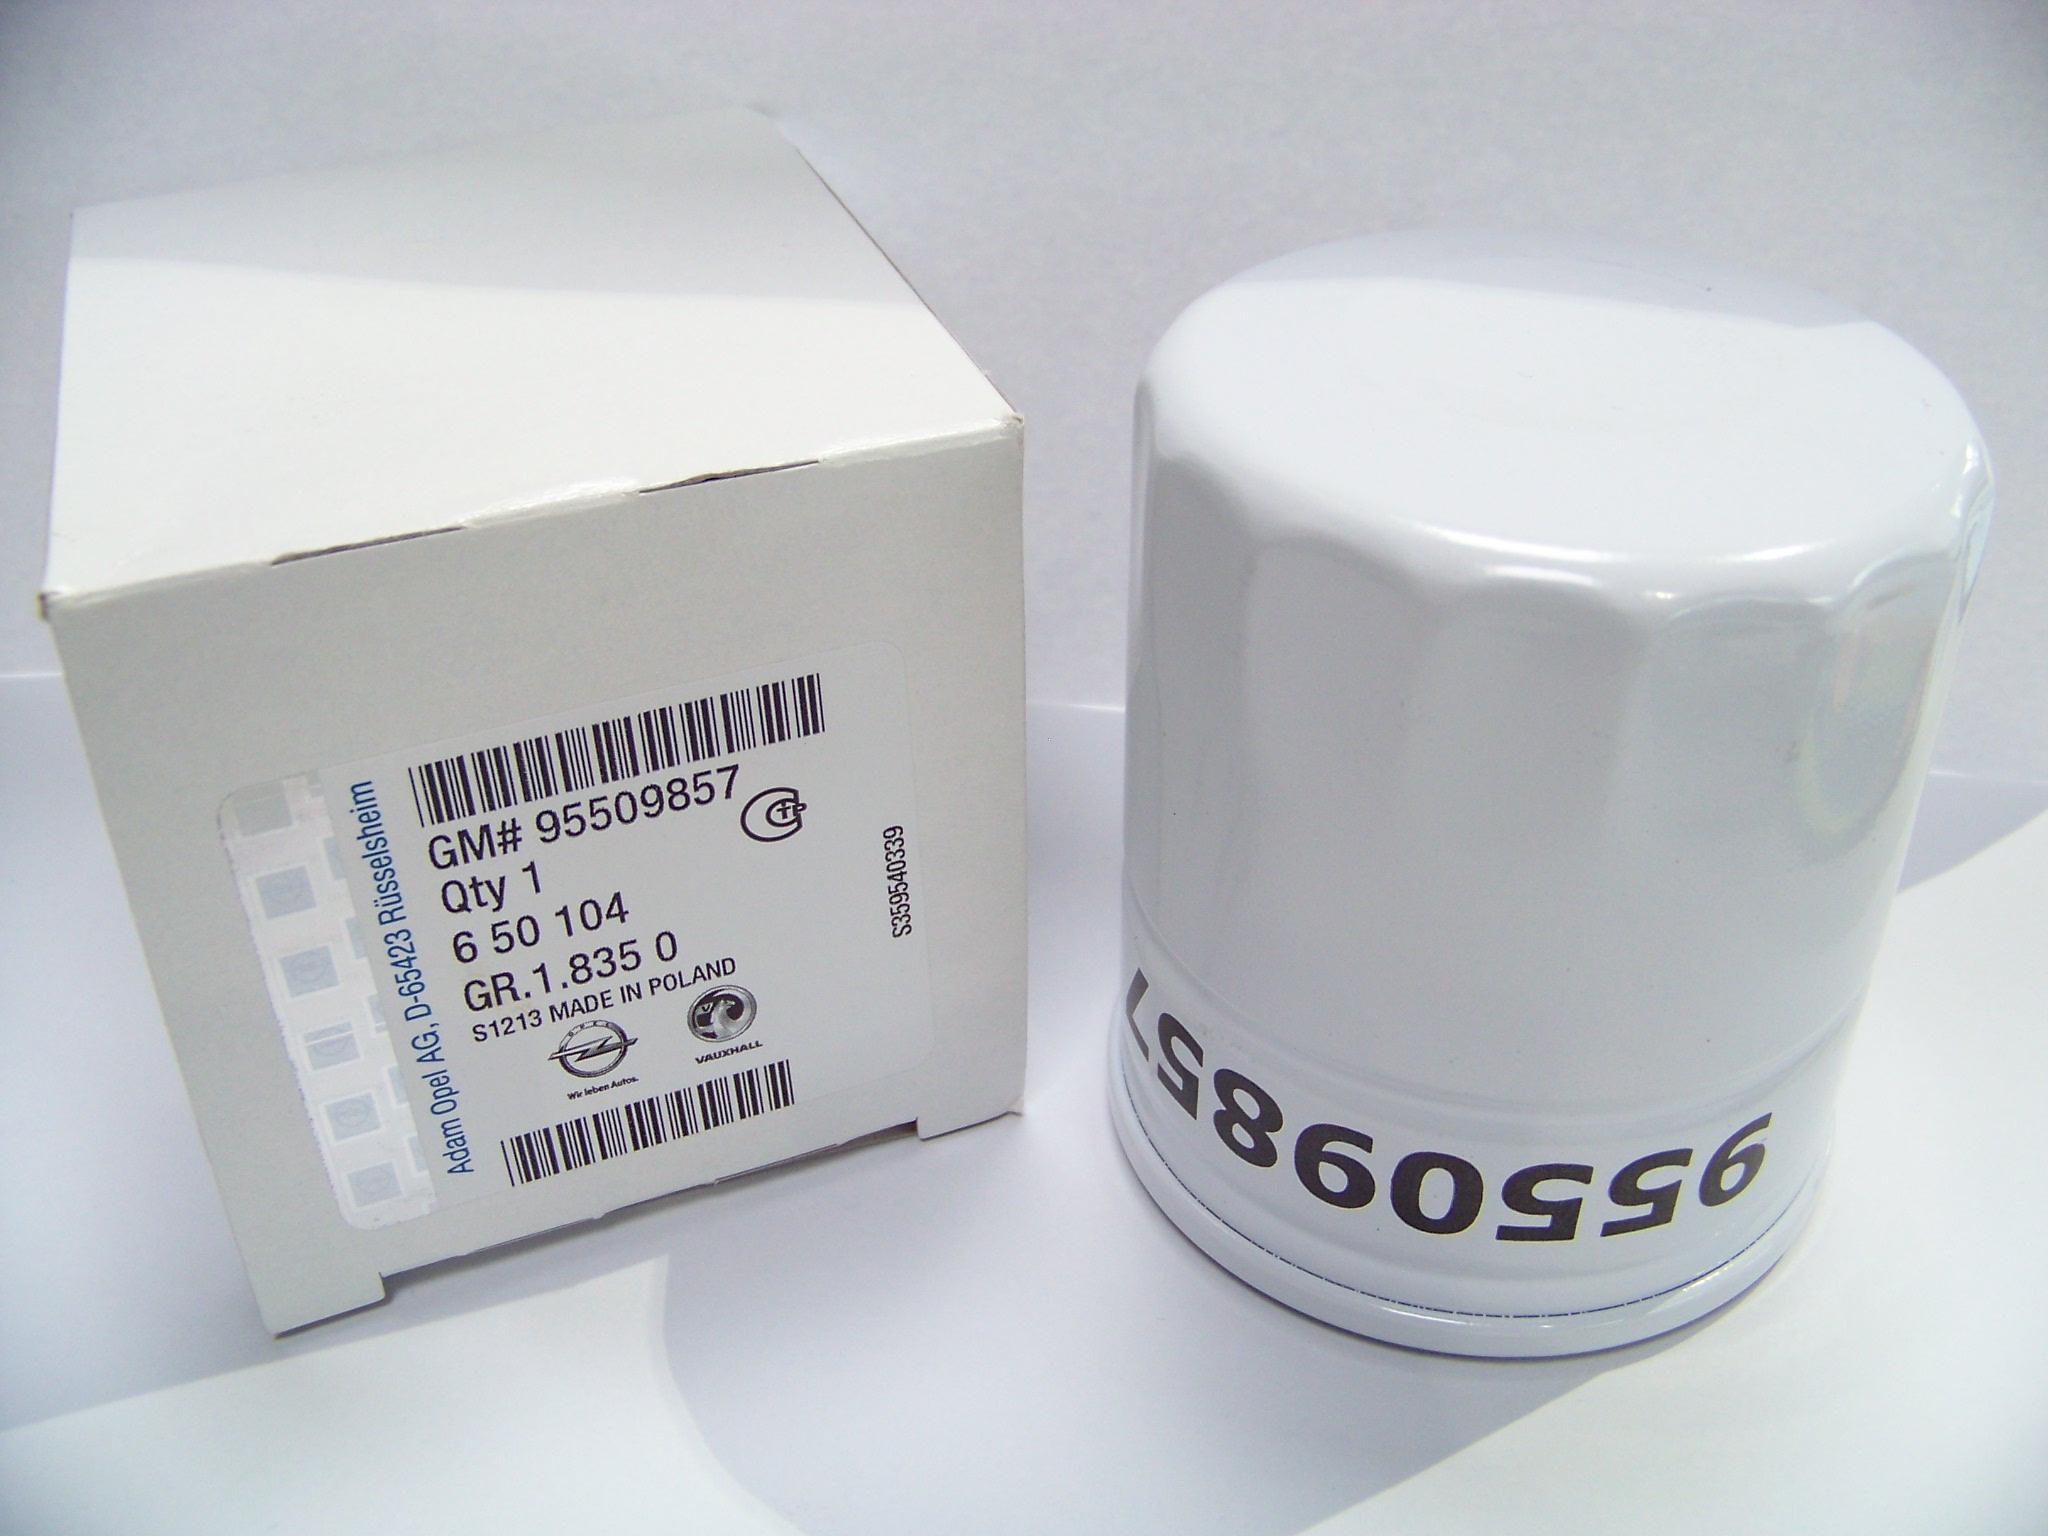 GM# 95509857
Qty 1
6 50 104
GR.1.835 0
S1213 MADE IN POLAND
Wir leben Autos.
VAUXHALL
Adam Opel AG, D-65423 Rüsselsheim
S359540339
95509857